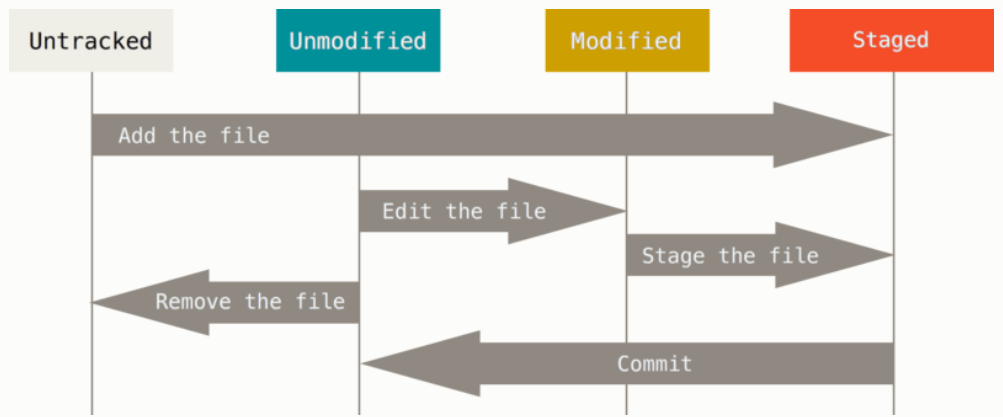 Untracked
Unmodified
Modified
Staged
Add the file
Edit the file
Stage the file
Remove the file
Commit